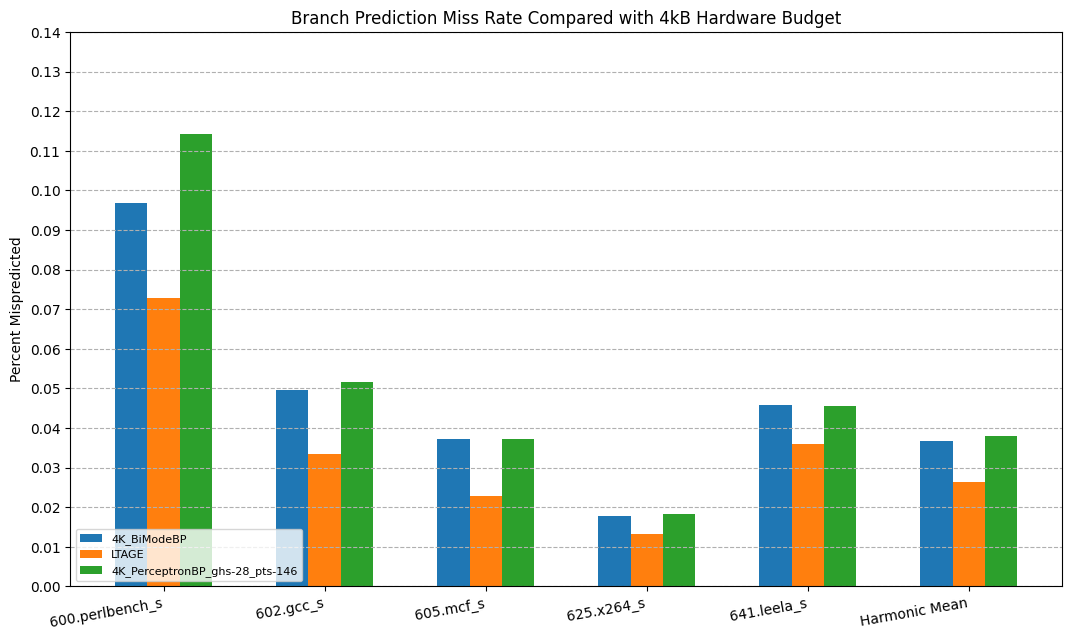 Branch Prediction Miss Rate Compared with 4kB Hardware Budget
Percent Mispredicted
0.14
0.13
0.12
0.11
0.10
0.09
0.08
0.07
0.06
0.05
0.04
0.03
0.02
0.01
0.00
4K_BiModeBP
LTAGE
4K_PerceptronBP_ghs-28_pts-146
600.perlbench_s
602.gcc_s
605.mcf_s
625.x264_s
641.leela_s
Harmonic Mean